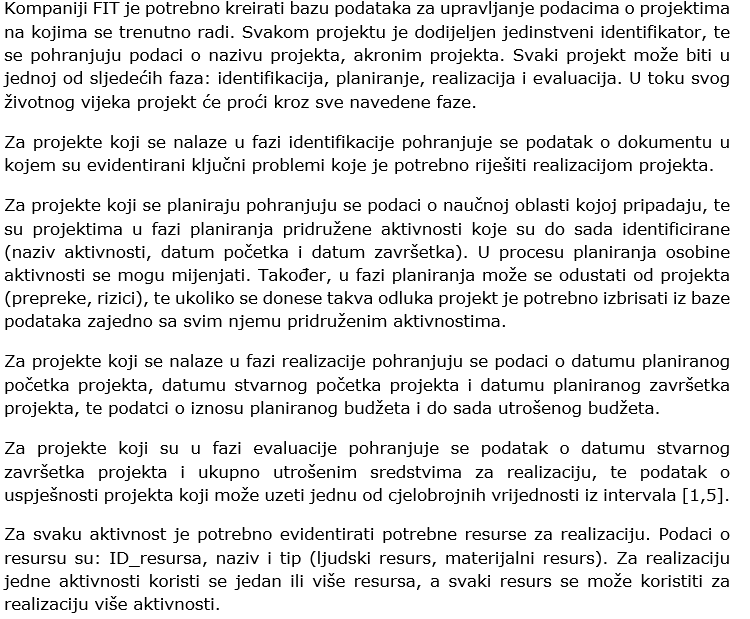 Kompaniji FIT je potrebno kreirati bazu podataka za upravljanje podacima o projektima
na kojima se trenutno radi. Svakom projektu je dodijeljen jedinstveni identifikator, te
se pohranjuju podaci o nazivu projekta, akronim projekta. Svaki projekt može biti u
jednoj od sljedećih faza: identifikacija, planiranje, realizacija i evaluacija. U toku svog
životnog vijeka projekt će proći kroz sve navedene faze.
Za projekte koji se nalaze u fazi identifikacije pohranjuje se podatak o dokumentu u
kojem su evidentirani ključni problemi koje je potrebno riješiti realizacijom projekta.
Za projekte koji se planiraju pohranjuju se podaci o naučnoj oblasti kojoj pripadaju, te
su projektima u fazi planiranja pridružene aktivnosti koje su do sada identificirane
(naziv aktivnosti, datum početka i datum završetka). U procesu planiranja osobine
aktivnosti se mogu mijenjati. Također, u fazi planiranja može se odustati od projekta
(prepreke, rizici), te ukoliko se donese takva odluka projekt je potrebno izbrisati iz baze
podataka zajedno sa svim njemu pridruženim aktivnostima.
Za projekte koji se nalaze u fazi realizacije pohranjuju se podaci o datumu planiranog
početka projekta, datumu stvarnog početka projekta i datumu planiranog završetka
projekta, te podatci o iznosu planiranog budžeta i do sada utrošenog budžeta.
Za projekte koji su u fazi evaluacije pohranjuje se podatak o datumu stvarnog
završetka projekta i ukupno utrošenim sredstvima za realizaciju, te podatak o
uspješnosti projekta koji može uzeti jednu od cjelobrojnih vrijednosti iz intervala [1,5].
Za svaku aktivnost je potrebno evidentirati potrebne resurse za realizaciju. Podaci o
resursu su: ID_resursa, naziv i tip (ljudski resurs, materijalni resurs). Za realizaciju
jedne aktivnosti koristi se jedan ili više resursa, a svaki resurs se može koristiti za
realizaciju više aktivnosti.